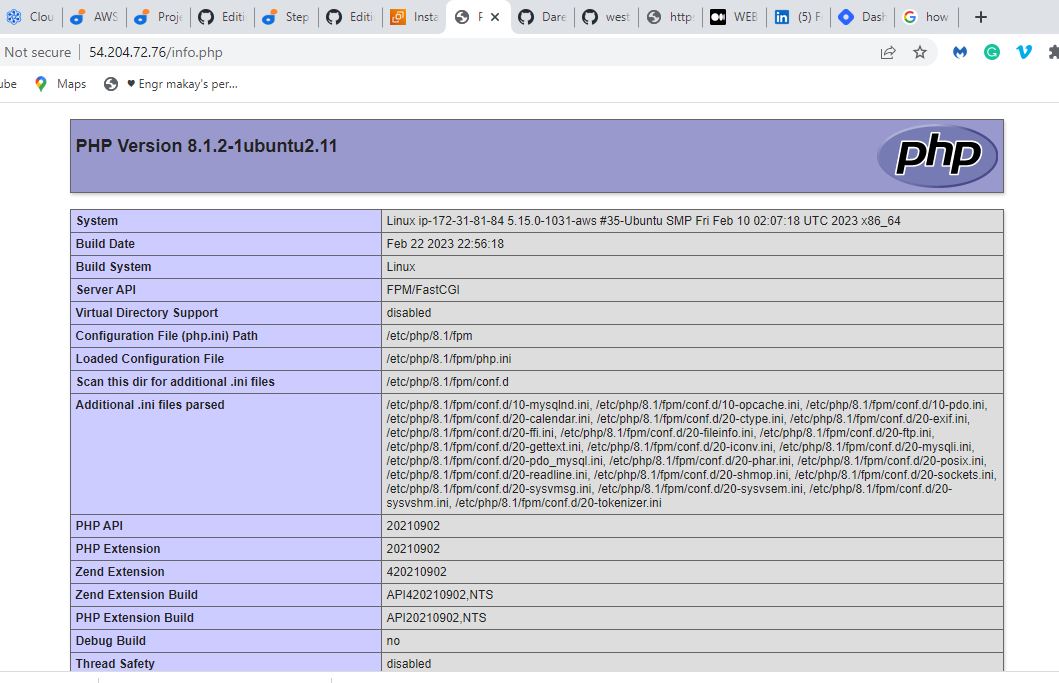 Clou AWS Proje Editi Step Editi Insta F Dare west http: WEB (5) F Dash how
Not secure 54.204.72.76/info.php
ube Maps ♥ Engr makay's per...
PHP Version 8.1.2-1ubuntu2.11
php
System Linux ip-172-31-81-84 5.15.0-1031-aws #35-Ubuntu SMP Fri Feb 10 02:07:18 UTC 2023 x86_64
Build Date Feb 22 2023 22:56:18
Build System Linux
Server API FPM/FastCGI
Virtual Directory Support disabled
Configuration File (php.ini) Path /etc/php/8.1/fpm
Loaded Configuration File /etc/php/8.1/fpm/php.ini
Scan this dir for additional .ini files /etc/php/8.1/fpm/conf.d
Additional .ini files parsed /etc/php/8.1/fpm/conf.d/10-mysqlnd.ini, /etc/php/8.1/fpm/conf.d/10-opcache.ini, /etc/php/8.1/fpm/conf.d/10-pdo.ini,
/etc/php/8.1/fpm/conf.d/20-calendar.ini, /etc/php/8.1/fpm/conf.d/20-ctype.ini, /etc/php/8.1/fpm/conf.d/20-exif.ini,
/etc/php/8.1/fpm/conf.d/20-ffi.ini, /etc/php/8.1/fpm/conf.d/20-fileinfo.ini, /etc/php/8.1/fpm/conf.d/20-ftp.ini,
/etc/php/8.1/fpm/conf.d/20-gettext.ini, /etc/php/8.1/fpm/conf.d/20-iconv.ini, /etc/php/8.1/fpm/conf.d/20-mysqli.ini,
/etc/php/8.1/fpm/conf.d/20-pdo_mysql.ini, /etc/php/8.1/fpm/conf.d/20-phar.ini, /etc/php/8.1/fpm/conf.d/20-posix.ini,
/etc/php/8.1/fpm/conf.d/20-readline.ini, /etc/php/8.1/fpm/conf.d/20-shmop.ini, /etc/php/8.1/fpm/conf.d/20-sockets.ini,
/etc/php/8.1/fpm/conf.d/20-sysvmsg.ini, /etc/php/8.1/fpm/conf.d/20-sysvsem.ini, /etc/php/8.1/fpm/conf.d/20-
sysvshm.ini, /etc/php/8.1/fpm/conf.d/20-tokenizer.ini
PHP API 20210902
PHP Extension 20210902
Zend Extension 420210902
Zend Extension Build API420210902,NTS
PHP Extension Build API20210902,NTS
Debug Build no
Thread Safety disabled